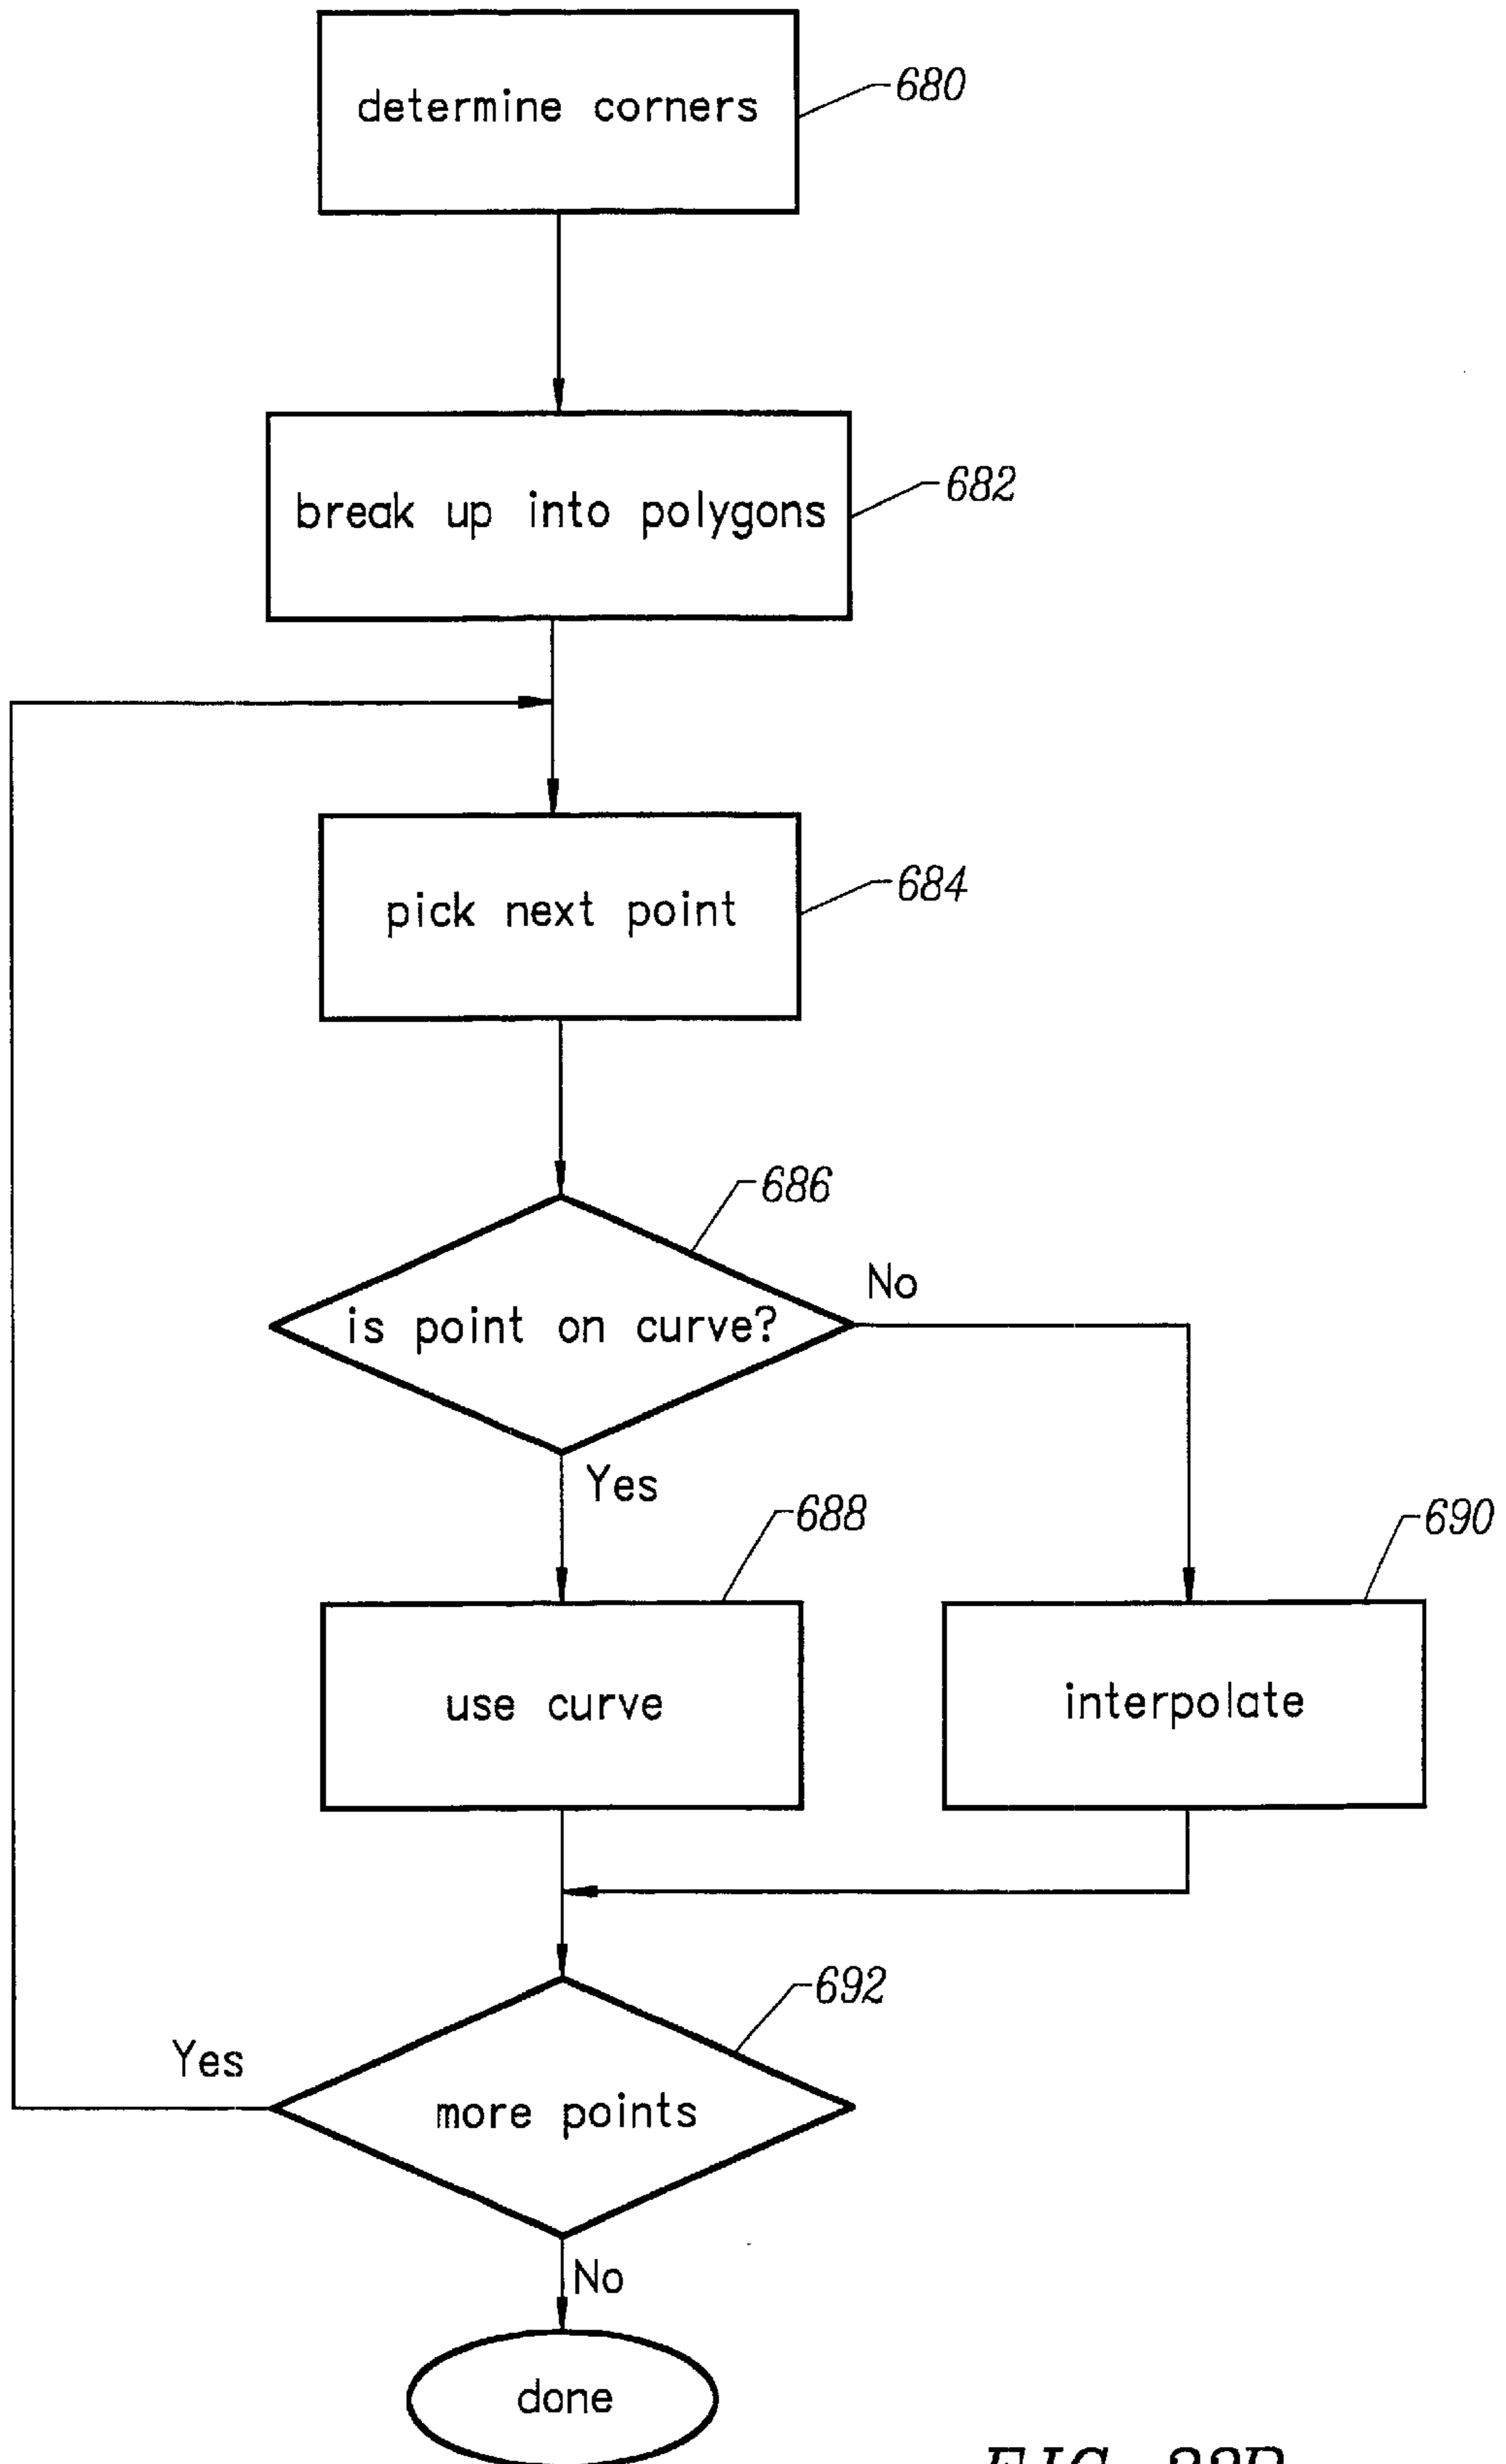 determine corners
680
break up into polygons
682
pick next point
684
686
is point on curve?
No
Yes
688
690
use curve
interpolate
692
Yes
more points
No
done
FIG.